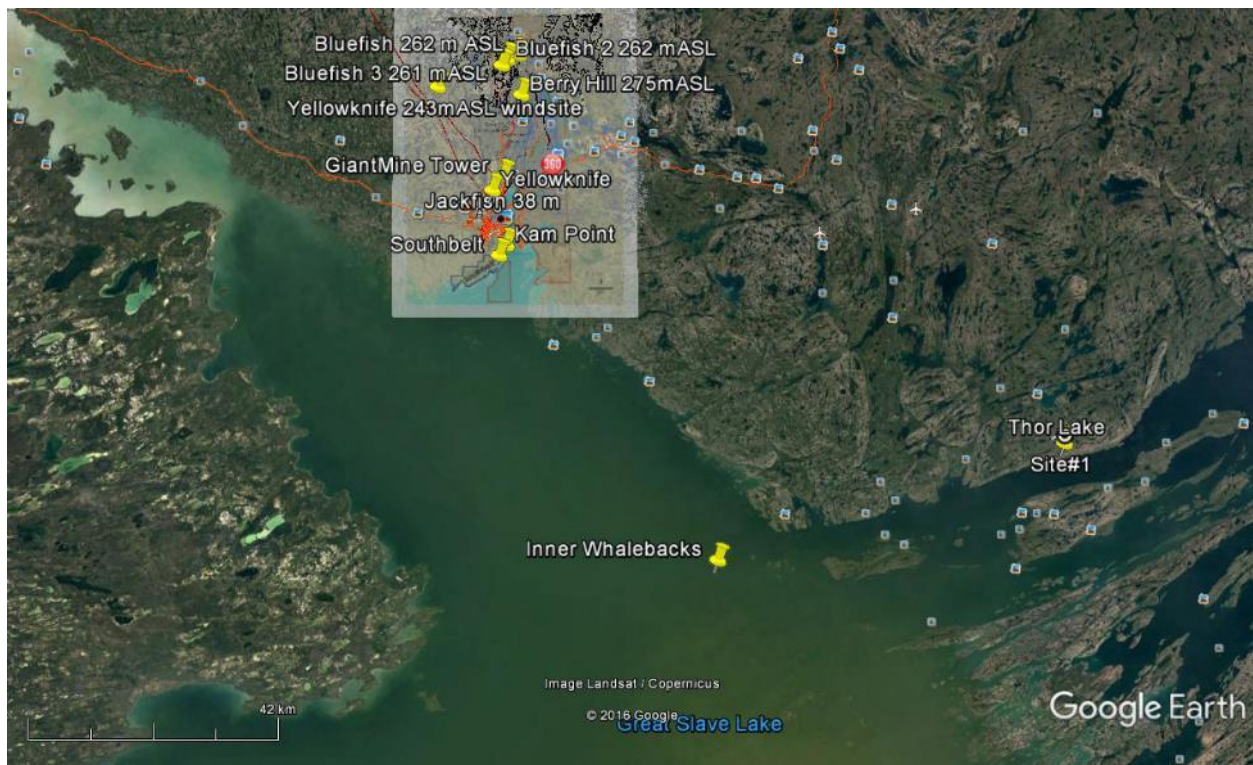 Bluefish 262 m ASL
Bluefish 2 262 mASL
Bluefish 3 261 mASL
Berry Hill 275mASL
Yellowknife 243mASL windsite
GiantMine Tower
Yellowknife
Jackfish 38 m
Kam Point
Southbelt
Thor Lake
Site#1
Inner Whalebacks
Image Landsat / Copernicus
42 km
© 2016 Google
Great Slave Lake
Google Earth